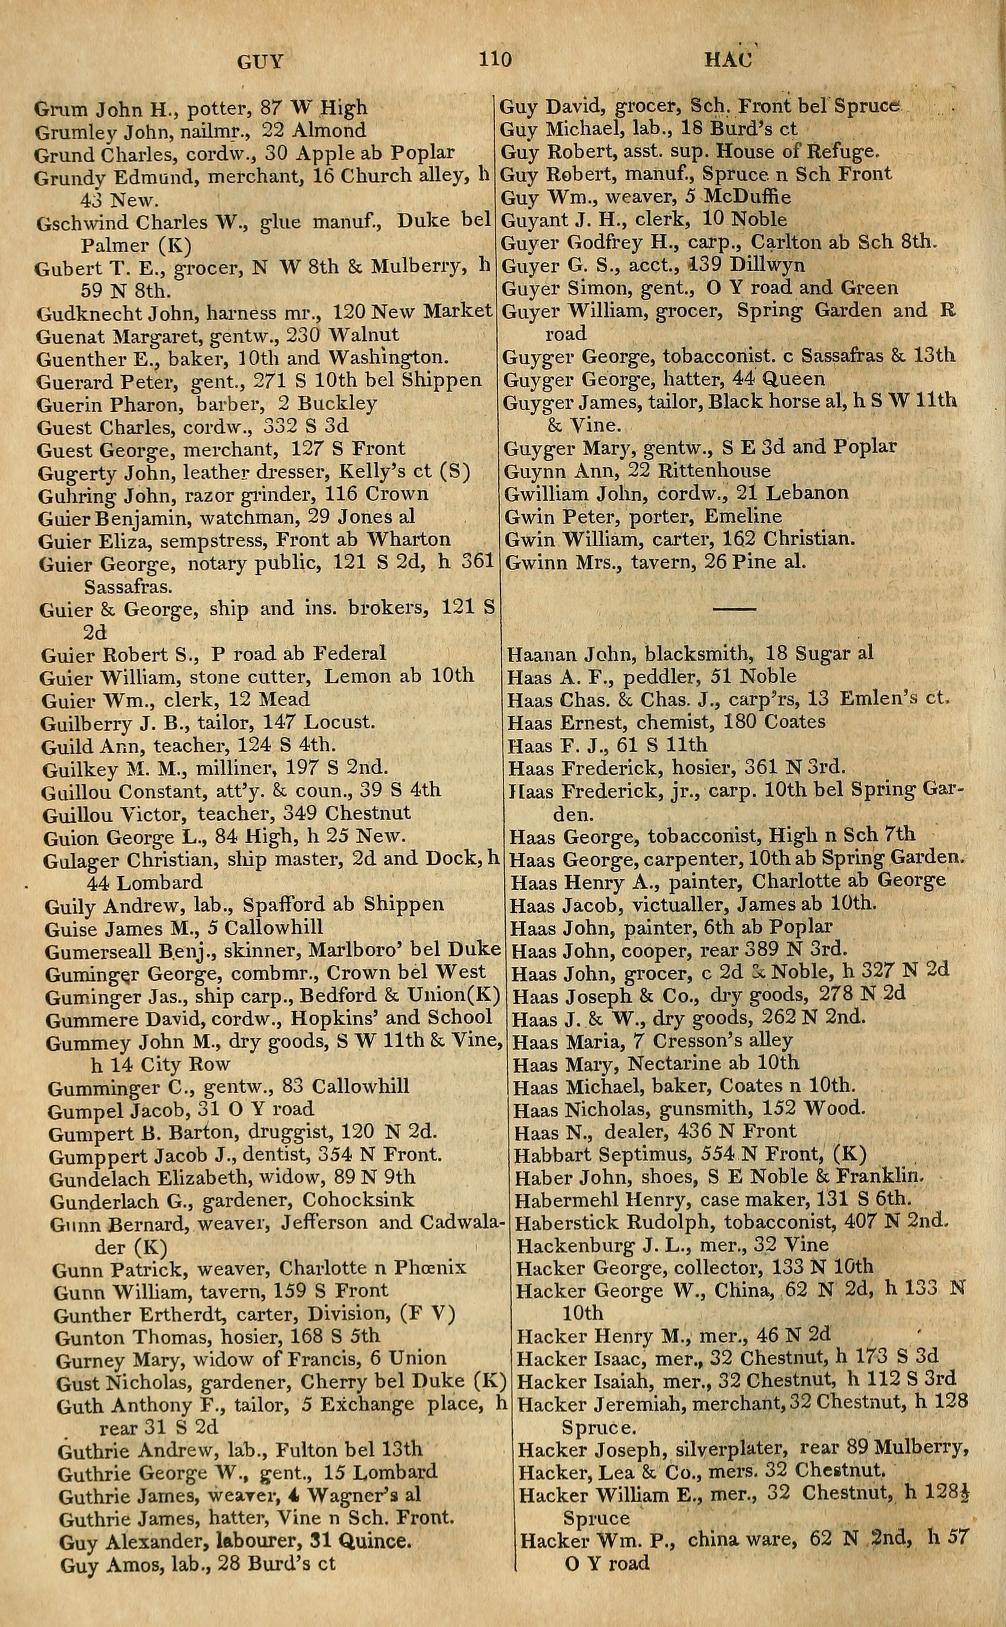 GUY 110 HAC
Grum John H., potter, 87 W High
Grumley John, nailmr., 22 Almond
Grund Charles, cordw., 30 Apple ab Poplar
Grundy Edmund, merchant, 16 Church alley, h
43 New.
Gschwind Charles W., glue manuf., Duke bel
Palmer (K)
Gubert T. E., grocer, N W 8th & Mulberry, h
59 N 8th.
Gudknecht John, harness mr., 120 New Market
Guenat Margaret, gentw., 230 Walnut
Guenther E., baker, 10th and Washington.
Guerard Peter, gent., 271 S 10th bel Shippen
Guerin Pharon, barber, 2 Buckley
Guest Charles, cordw., 332 S 3d
Guest George, merchant, 127 S Front
Gugerty John, leather dresser, Kelly's ct (S)
Guhring John, razor grinder, 116 Crown
Guier Benjamin, watchman, 29 Jones al
Guier Eliza, sempstress, Front ab Wharton
Guier George, notary public, 121 S 2d, h 361
Sassafras.
Guier & George, ship and ins. brokers, 121 S
2d
Guier Robert S., P road ab Federal
Guier William, stone cutter, Lemon ab 10th
Guier Wm., clerk, 12 Mead
Guilberry J. B., tailor, 147 Locust.
Guild Ann, teacher, 124 S 4th.
Guilkey M. M., milliner, 197 S 2nd.
Guillou Constant, att'y. & coun., 39 S 4th
Guillou Victor, teacher, 349 Chestnut
Guion George L., 84 High, h 25 New.
Gulager Christian, ship master, 2d and Dock, h
44 Lombard
Guily Andrew, lab., Spafford ab Shippen
Guise James M., 5 Callowhill
Gumerseall Benj., skinner, Marlboro' bel Duke
Guminger George, combmr., Crown bel West
Guminger Jas., ship carp., Bedford & Union(K)
Gummere David, cordw., Hopkins' and School
Gummey John M., dry goods, S W 11th & Vine,
h 14 City Row
Gumminger C., gentw., 83 Callowhill
Gumpel Jacob, 31 O Y road
Gumpert B. Barton, druggist, 120 N 2d.
Gumppert Jacob J., dentist, 354 N Front.
Gundelach Elizabeth, widow, 89 N 9th
Gunderlach G., gardener, Cohocksink
Gunn Bernard, weaver, Jefferson and Cadwala-
der (K)
Gunn Patrick, weaver, Charlotte n Phœnix
Gunn William, tavern, 159 S Front
Gunther Ertherdt, carter, Division, (F V)
Gunton Thomas, hosier, 168 S 5th
Gurney Mary, widow of Francis, 6 Union
Gust Nicholas, gardener, Cherry bel Duke (K)
Guth Anthony F., tailor, 5 Exchange place, h
rear 31 S 2d
Guthrie Andrew, lab., Fulton bel 13th
Guthrie George W., gent., 15 Lombard
Guthrie James, weaver, 4 Wagner's al
Guthrie James, hatter, Vine n Sch. Front.
Guy Alexander, labourer, 31 Quince.
Guy Amos, lab., 28 Burd's ct
Guy David, grocer, Sch. Front bel Spruce
Guy Michael, lab., 18 Burd's ct
Guy Robert, asst. sup. House of Refuge.
Guy Robert, manuf., Spruce n Sch Front
Guy Wm., weaver, 5 McDuffie
Guyant J. H., clerk, 10 Noble
Guyer Godfrey H., carp., Carlton ab Sch 8th.
Guyer G. S., acct., 139 Dillwyn
Guyer Simon, gent., O Y road and Green
Guyer William, grocer, Spring Garden and R
road
Guyger George, tobacconist. c Sassafras & 13th
Guyger George, hatter, 44 Queen
Guyger James, tailor, Black horse al, h S W 11th
& Vine.
Guyger Mary, gentw., S E 3d and Poplar
Guynn Ann, 22 Rittenhouse
Gwilliam John, cordw., 21 Lebanon
Gwin Peter, porter, Emeline
Gwin William, carter, 162 Christian.
Gwinn Mrs., tavern, 26 Pine al.
Haanan John, blacksmith, 18 Sugar al
Haas A. F., peddler, 51 Noble
Haas Chas. & Chas. J., carp'rs, 13 Emlen's ct.
Haas Ernest, chemist, 180 Coates
Haas F. J., 61 S 11th
Haas Frederick, hosier, 361 N 3rd.
Haas Frederick, jr., carp. 10th bel Spring Gar-
den.
Haas George, tobacconist, High n Sch 7th
Haas George, carpenter, 10th ab Spring Garden.
Haas Henry A., painter, Charlotte ab George
Haas Jacob, victualler, James ab 10th.
Haas John, painter, 6th ab Poplar
Haas John, cooper, rear 389 N 3rd.
Haas John, grocer, c 2d & Noble, h 327 N 2d
Haas Joseph & Co., dry goods, 278 N 2d
Haas J. & W., dry goods, 262 N 2nd.
Haas Maria, 7 Cresson's alley
Haas Mary, Nectarine ab 10th
Haas Michael, baker, Coates n 10th.
Haas Nicholas, gunsmith, 152 Wood.
Haas N., dealer, 436 N Front
Habbart Septimus, 554 N Front, (K)
Haber John, shoes, S E Noble & Franklin.
Habermehl Henry, case maker, 131 S 6th.
Haberstick Rudolph, tobacconist, 407 N 2nd.
Hackenburg J. L., mer., 32 Vine
Hacker George, collector, 133 N 10th
Hacker George W., China, 62 N 2d, h 133 N
10th
Hacker Henry M., mer., 46 N 2d
Hacker Isaac, mer., 32 Chestnut, h 173 S 3d
Hacker Isaiah, mer., 32 Chestnut, h 112 S 3rd
Hacker Jeremiah, merchant, 32 Chestnut, h 128
Spruce.
Hacker Joseph, silverplater, rear 89 Mulberry,
Hacker, Lea & Co., mers. 32 Chestnut.
Hacker William E., mer., 32 Chestnut, h 128½
Spruce
Hacker Wm. P., china ware, 62 N 2nd, h 57
O Y road